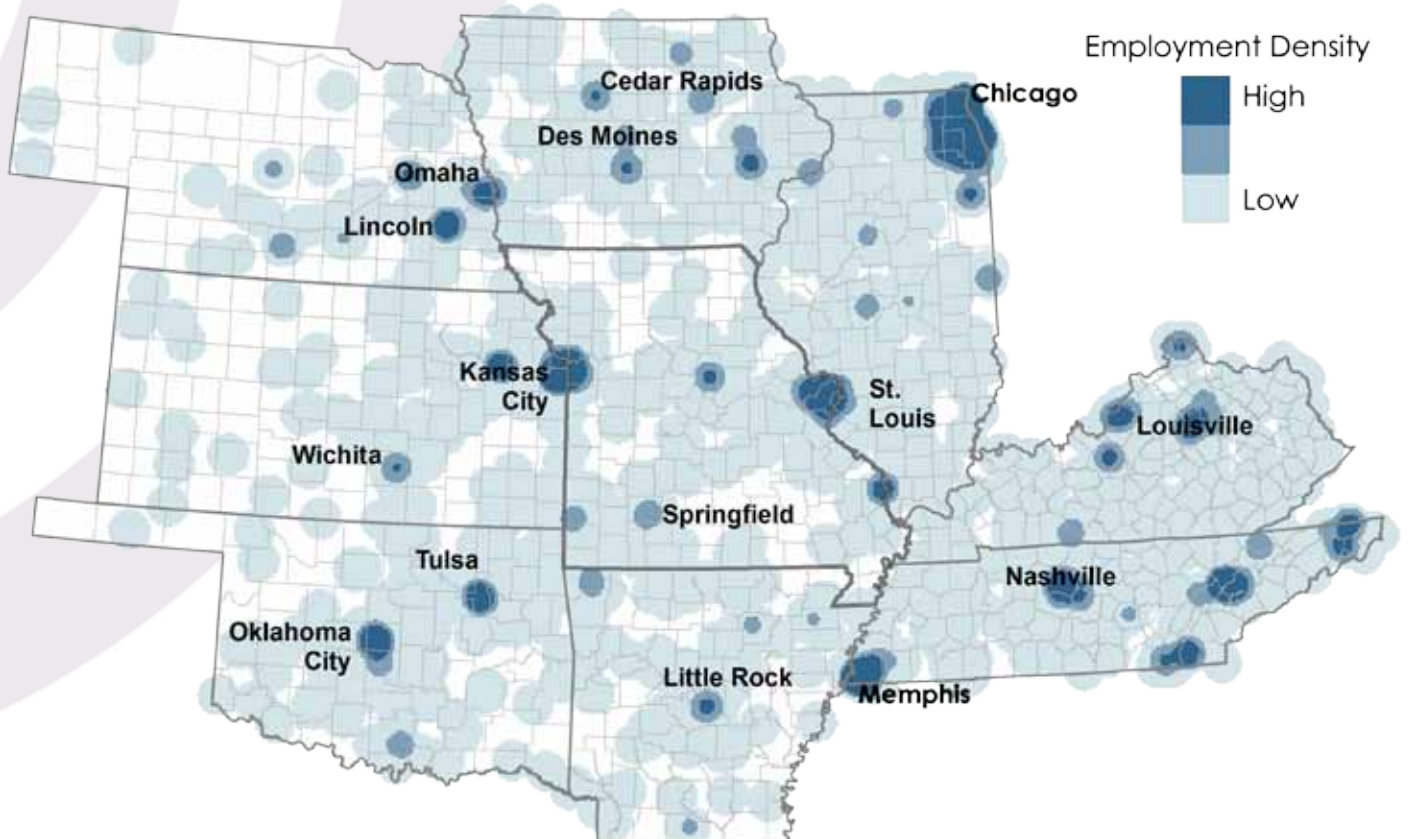 Employment Density
High
Low
Cedar Rapids
Chicago
Des Moines
Omaha
Lincoln
Kansas
City
St.
Louis
Louisville
Wichita
Springfield
Tulsa
Nashville
Oklahoma
City
Little Rock
Memphis